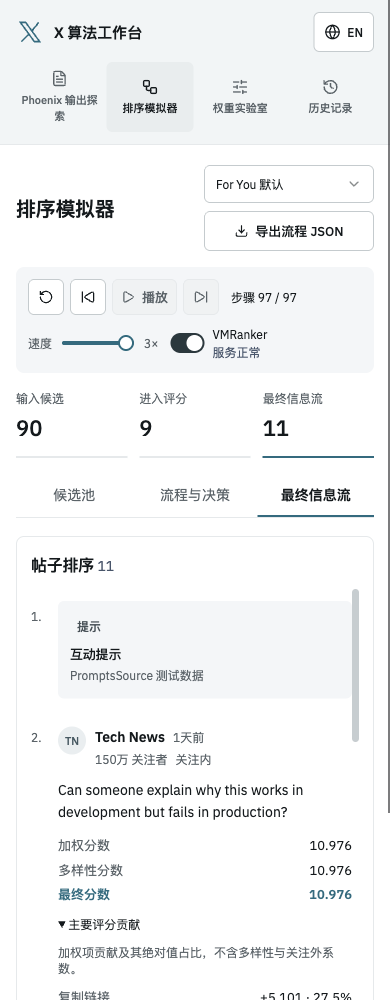 X 算法工作台
EN
Phoenix 输出探
索
排序模拟器
权重实验室
历史记录
排序模拟器
For You 默认
导出流程 JSON
播放
步骤 97 / 97
速度
3×
VMRanker
服务正常
输入候选
进入评分
最终信息流
90
9
11
候选池
流程与决策
最终信息流
帖子排序 11
1.
提示
互动提示
PromptsSource 测试数据
2.
TN
Tech News 1天前
150万 关注者 关注内
Can someone explain why this works in
development but fails in production?
加权分数 10.976
多样性分数 10.976
最终分数 10.976
▼主要评分贡献
加权项贡献及其绝对值占比，不含多样性与关注外系
数。
复制链接 +5.101 · 27.5%